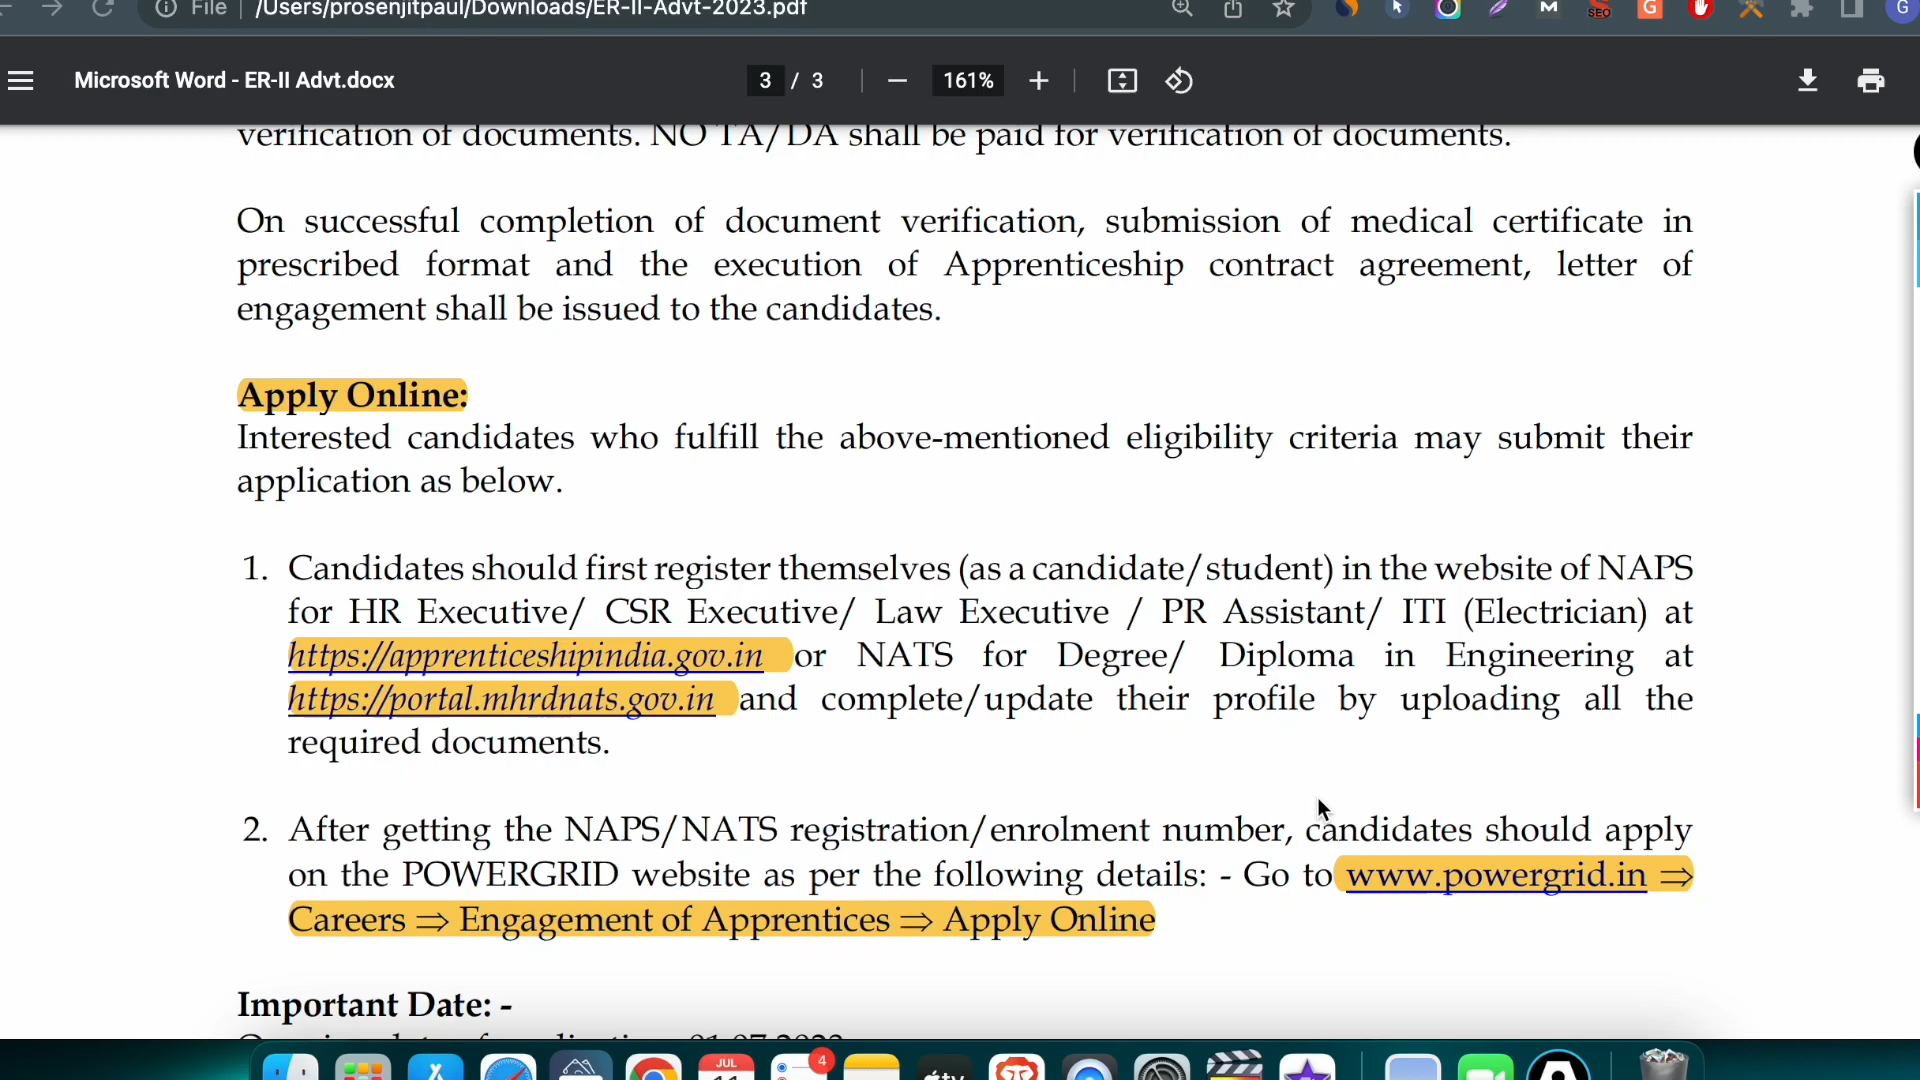 File /Users/prosenjitpaul/Downloads/ER-II-Advt-2023.pdf
SEO
G
M
G
Microsoft Word - ER-II Advt.docx
3 / 3
161%
verification of documents. NO TA/DA shall be paid for verification of documents.
On successful completion of document verification, submission of medical certificate in
prescribed format and the execution of Apprenticeship contract agreement, letter of
engagement shall be issued to the candidates.
Apply Online:
Interested candidates who fulfill the above-mentioned eligibility criteria may submit their
application as below.
1. Candidates should first register themselves (as a candidate/student) in the website of NAPS
for HR Executive/ CSR Executive/ Law Executive / PR Assistant/ ITI (Electrician) at
https://apprenticeshipindia.gov.in or NATS for Degree/ Diploma in Engineering at
https://portal.mhrdnats.gov.in and complete/update their profile by uploading all the
required documents.
2. After getting the NAPS/NATS registration/enrolment number, candidates should apply
on the POWERGRID website as per the following details: - Go to www.powergrid.in ⇒
Careers ⇒ Engagement of Apprentices ⇒ Apply Online
Important Date: -
JUL
4
tv